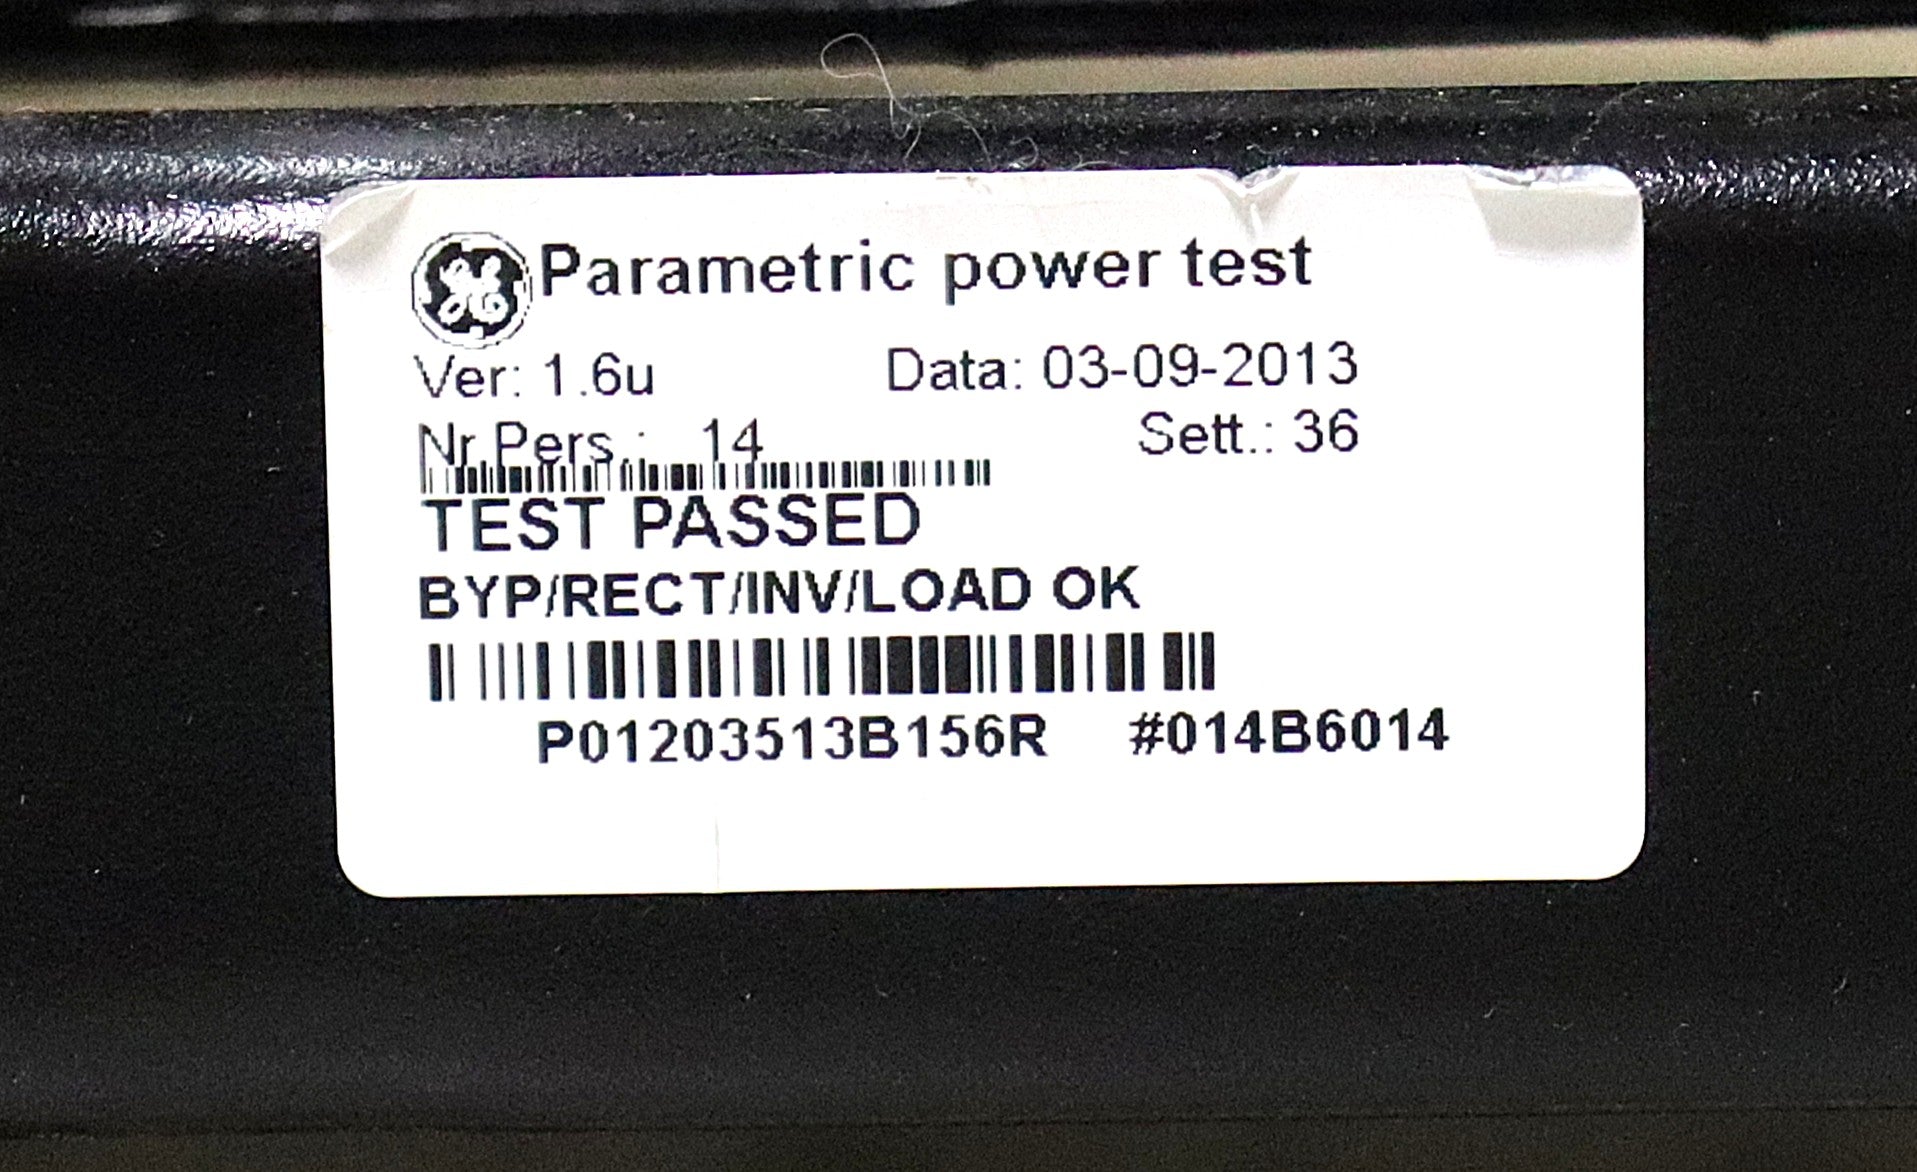 Parametric power test
Ver: 1.6u Data: 03-09-2013
Nr.Pers.: 14 Sett.: 36
TEST PASSED
BYP/RECT/INV/LOAD OK
P01203513B156R #014B6014